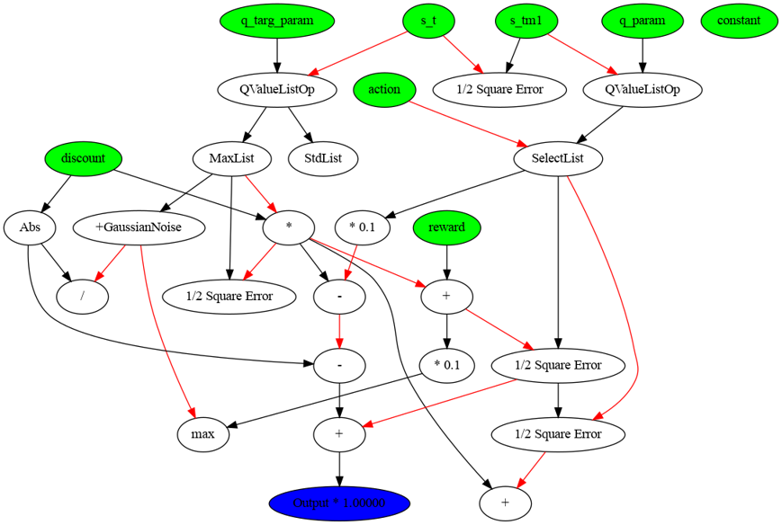 q_targ_param
s_t
s_tm1
q_param
constant
QValueListOp
action
1/2 Square Error
QValueListOp
discount
MaxList
StdList
SelectList
Abs
+GaussianNoise
*
* 0.1
reward
/
1/2 Square Error
-
+
-
* 0.1
1/2 Square Error
max
+
1/2 Square Error
Output * 1.00000
+